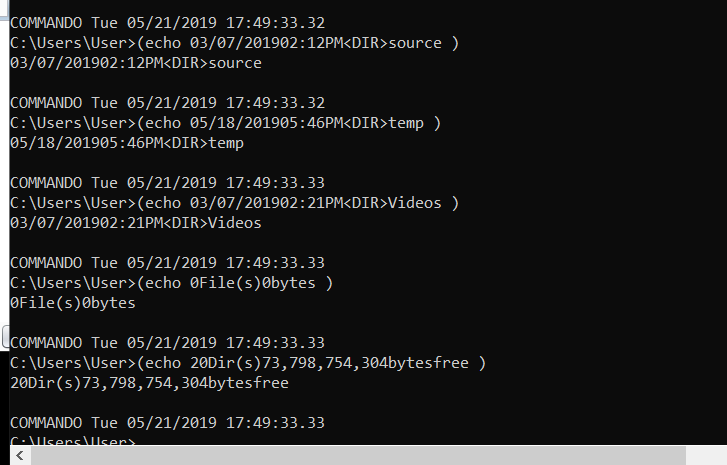 COMMANDO Tue 05/21/2019 17:49:33.32
C:\Users\User>(echo 03/07/201902:12PM<DIR>source )
03/07/201902:12PM<DIR>source
COMMANDO Tue 05/21/2019 17:49:33.32
C:\Users\User>(echo 05/18/201905:46PM<DIR>temp )
05/18/201905:46PM<DIR>temp
COMMANDO Tue 05/21/2019 17:49:33.33
C:\Users\User>(echo 03/07/201902:21PM<DIR>Videos )
03/07/201902:21PM<DIR>Videos
COMMANDO Tue 05/21/2019 17:49:33.33
C:\Users\User>(echo 0File(s)0bytes )
0File(s)0bytes
COMMANDO Tue 05/21/2019 17:49:33.33
C:\Users\User>(echo 20Dir(s)73,798,754,304bytesfree )
20Dir(s)73,798,754,304bytesfree
COMMANDO Tue 05/21/2019 17:49:33.33
C:\Users\User>